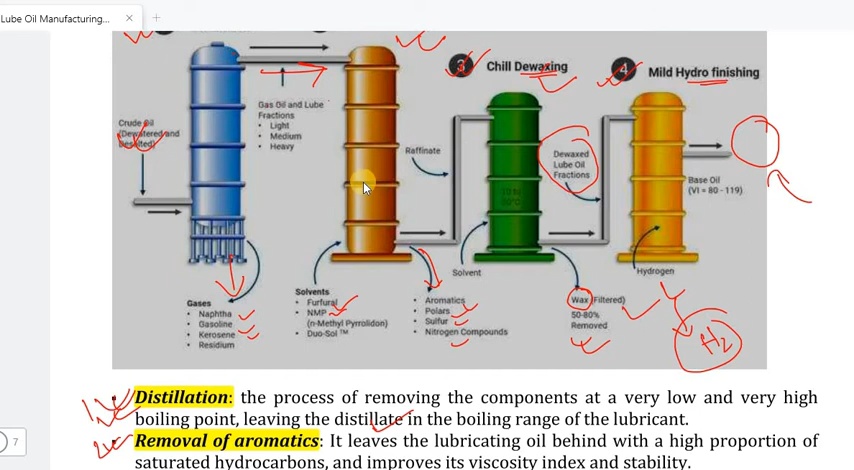 Lube Oil Manufacturing...
3 Chill Dewaxing
4 Mild Hydro finishing
Crude Oil
(Dewatered and
Desalted)
Gas Oil and Lube
Fractions
• Light
• Medium
• Heavy
Raffinate
Dewaxed
Lube Oil
Fractions
Base Oil
(VI = 80 - 119)
Solvent
Hydrogen
Gases
• Naphtha
• Gasoline
• Kerosene
• Residium
Solvents
• Furfural
• NMP
(n-Methyl Pyrrolidon)
• Duo-Sol ™
• Aromatics
• Polars
• Sulfur
• Nitrogen Compounds
Wax (Filtered)
50-80%
Removed
H2
Distillation: the process of removing the components at a very low and very high
boiling point, leaving the distillate in the boiling range of the lubricant.
Removal of aromatics: It leaves the lubricating oil behind with a high proportion of
saturated hydrocarbons, and improves its viscosity index and stability.
7